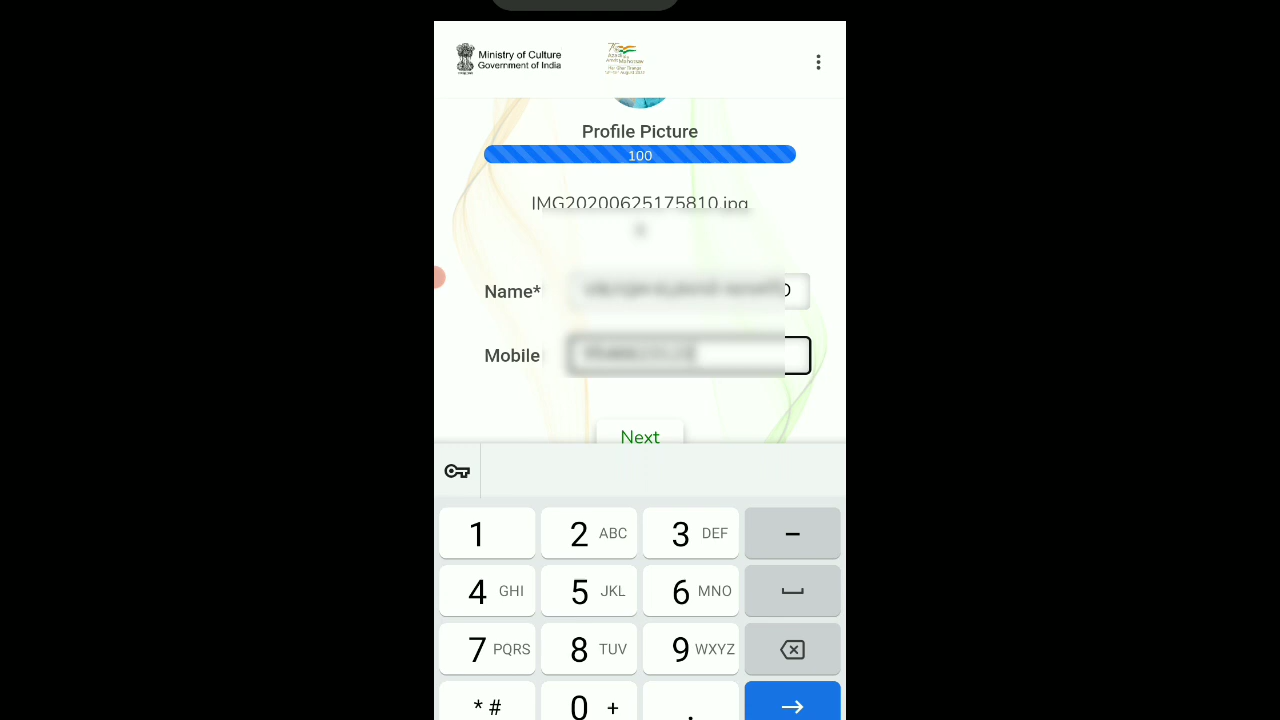 Ministry of Culture
Government of India
Profile Picture
100
IMG20200625175810.jpg
Name*
Mobile
Next
1
2 ABC
3 DEF
–
4 GHI
5 JKL
6 MNO
7 PQRS
8 TUV
9 WXYZ
* #
0 +
.